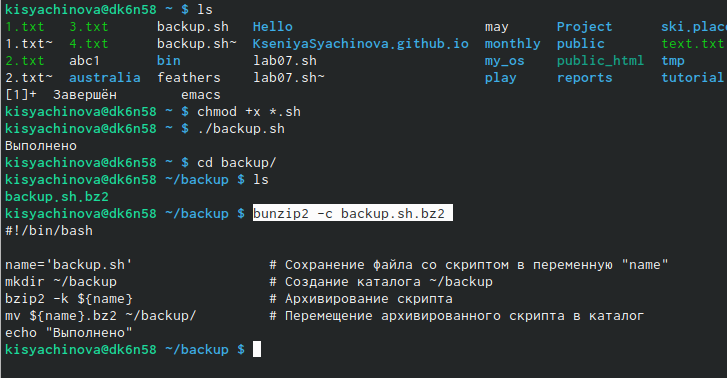 kisyachinova@dk6n58 ~ $ ls
1.txt   3.txt      backup.sh   Hello                       may      Project      ski.place
1.txt~  4.txt      backup.sh~  KseniyaSyachinova.github.io  monthly  public       text.txt
2.txt   abc1       bin         lab07.sh                    my_os    public_html  tmp
2.txt~  australia  feathers    lab07.sh~                   play     reports      tutorial
[1]+  Завершён        emacs
kisyachinova@dk6n58 ~ $ chmod +x *.sh
kisyachinova@dk6n58 ~ $ ./backup.sh
Выполнено
kisyachinova@dk6n58 ~ $ cd backup/
kisyachinova@dk6n58 ~/backup $ ls
backup.sh.bz2
kisyachinova@dk6n58 ~/backup $ bunzip2 -c backup.sh.bz2
#!/bin/bash
name='backup.sh'                  # Сохранение файла со скриптом в переменную "name"
mkdir ~/backup                    # Создание каталога ~/backup
bzip2 -k ${name}                  # Архивирование скрипта
mv ${name}.bz2 ~/backup/          # Перемещение архивированного скрипта в каталог
echo "Выполнено"
kisyachinova@dk6n58 ~/backup $